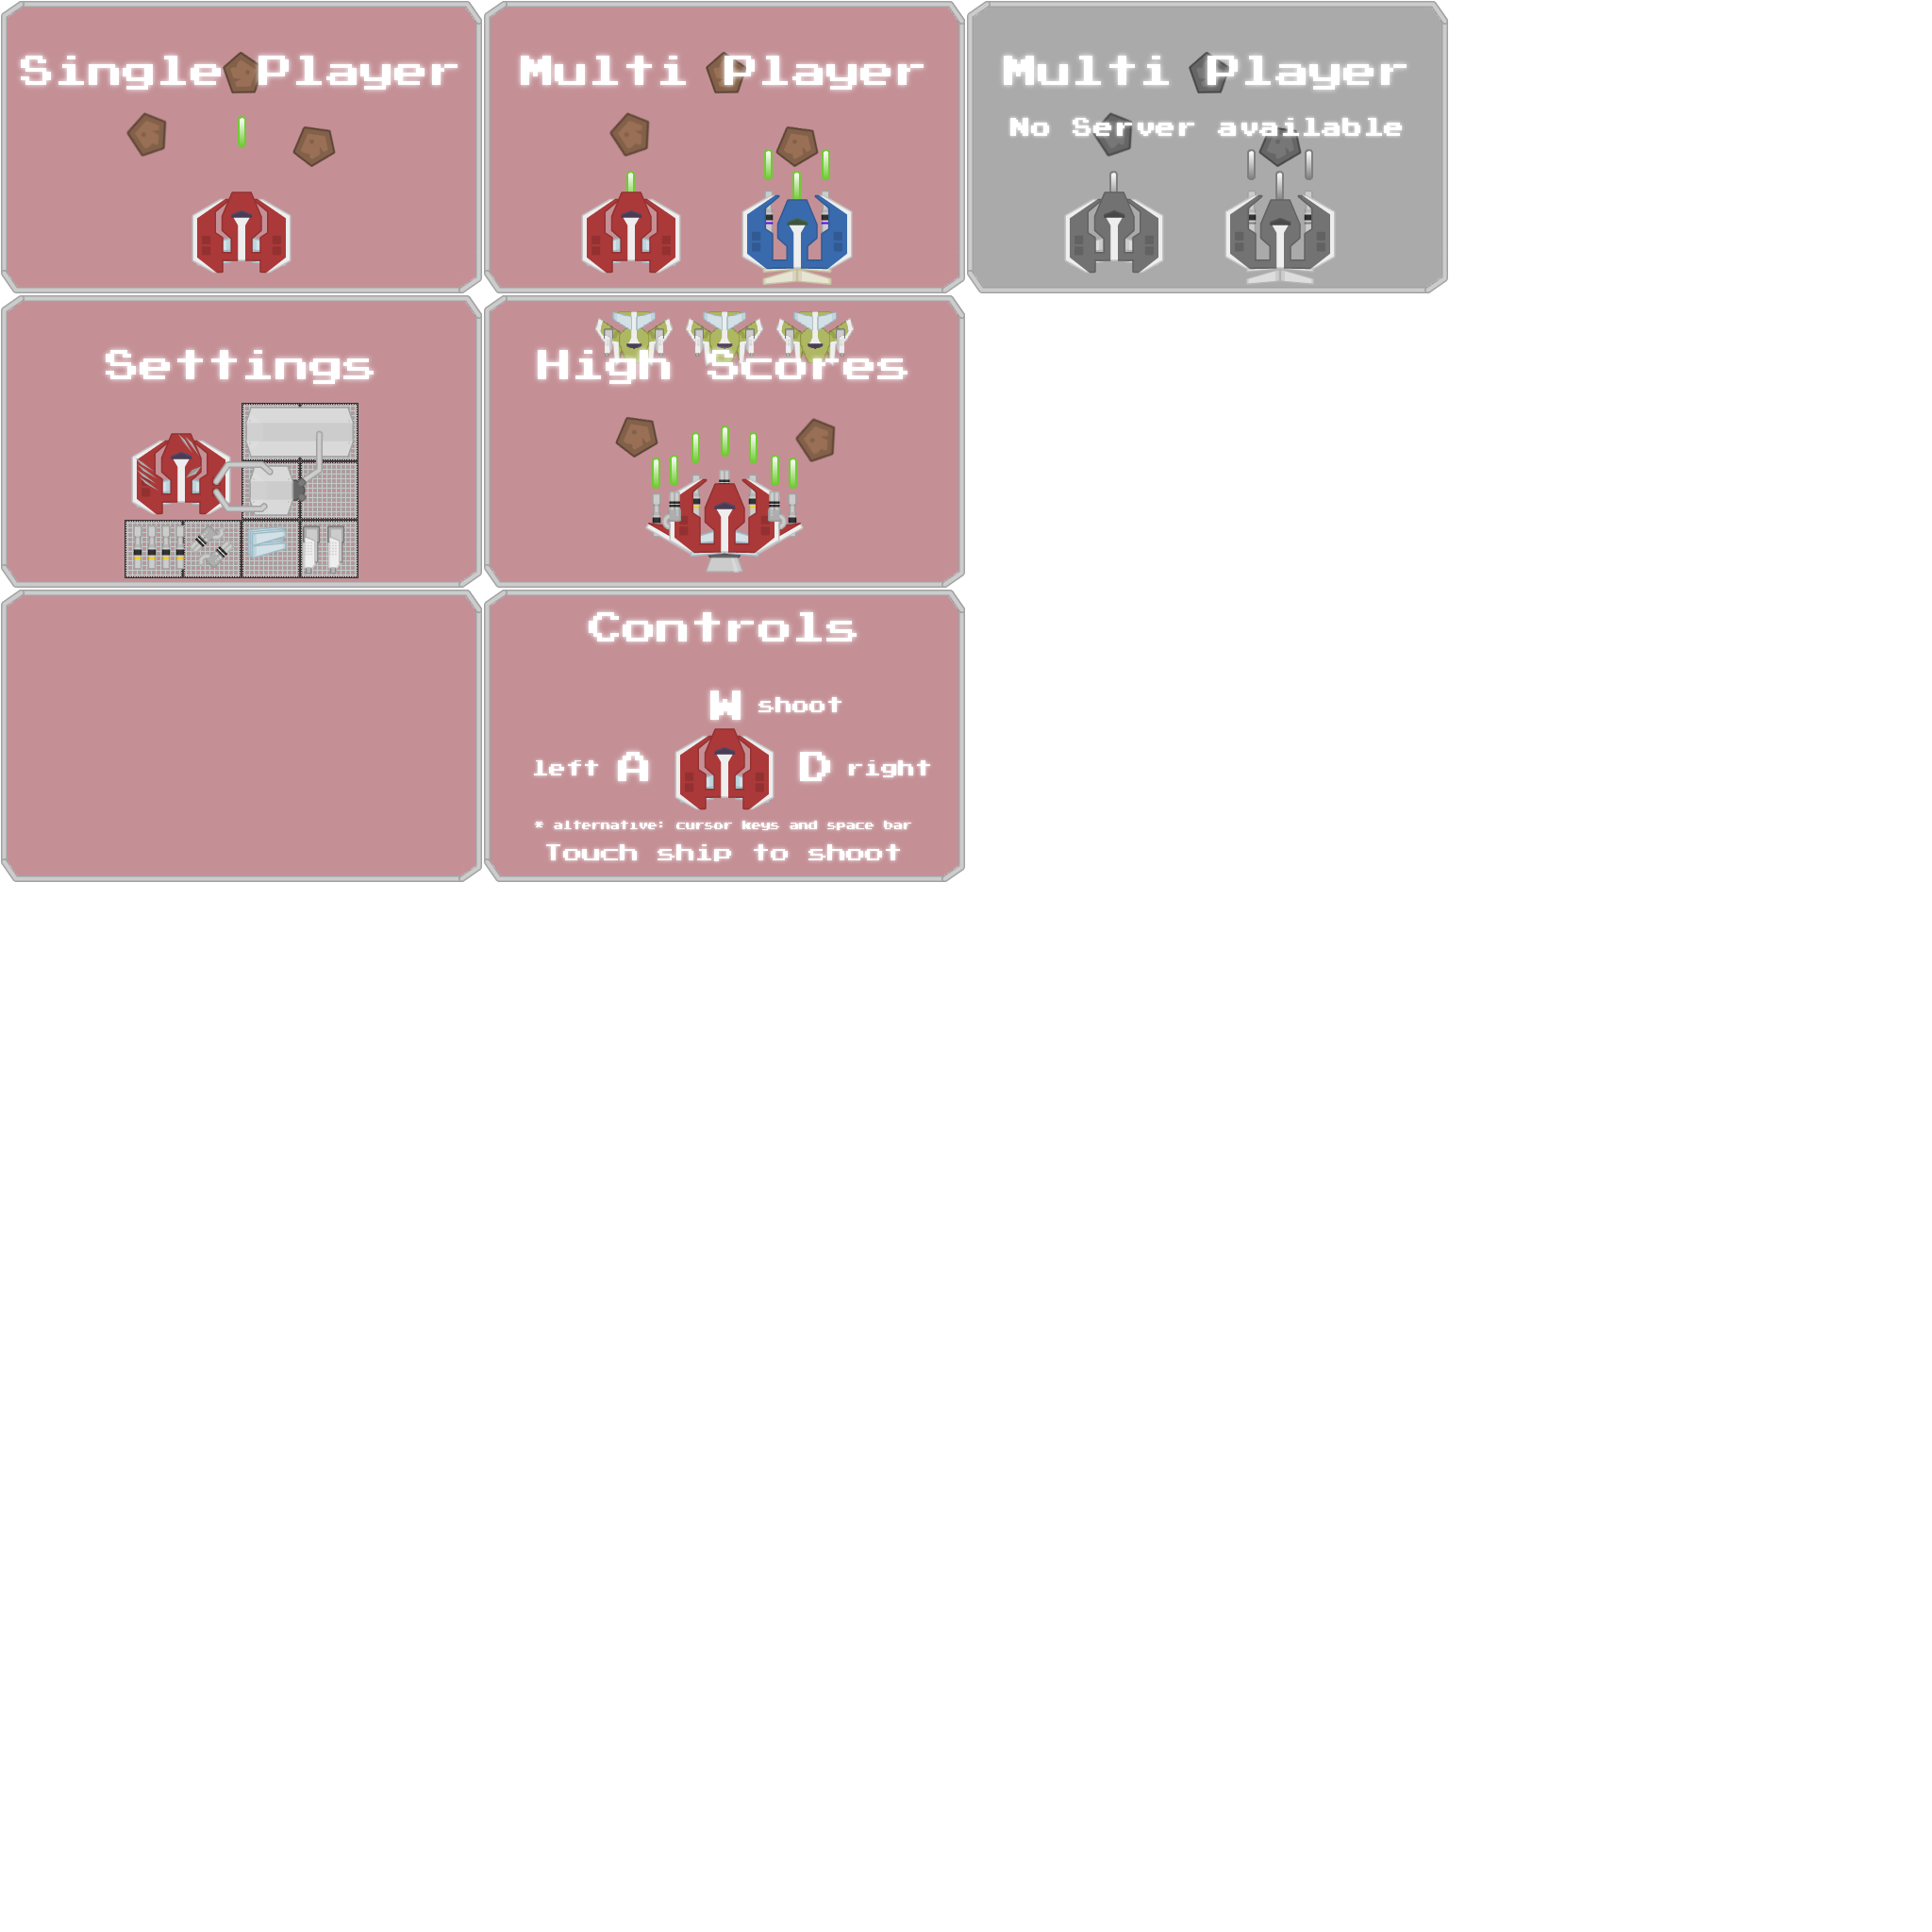 Single Player
Multi Player
Multi Player
No Server available
Settings
High Scores
Controls
W shoot
left A D right
* alternative: cursor keys and space bar
Touch ship to shoot